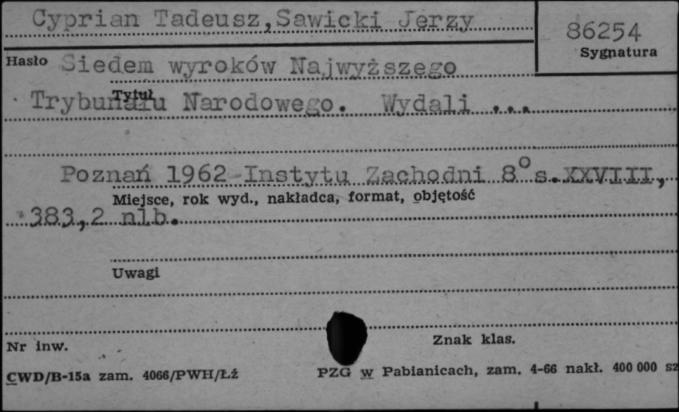 Cyprian Tadeusz,Sawicki Jerzy
86254
Sygnatura
Hasło Siedem wyroków Najwyższego
Tytuł
Trybunału Narodowego. Wydali ...
Poznań 1962 Instytu Zachodni 8° s.XXVIII,
Miejsce, rok wyd., nakładca, format, objętość
383,2 nlb.
Uwagi
Nr inw.
Znak klas.
CWD/B-15a zam. 4066/PWH/Łź
PZG w Pabianicach, zam. 4-66 nakł. 400 000 sz